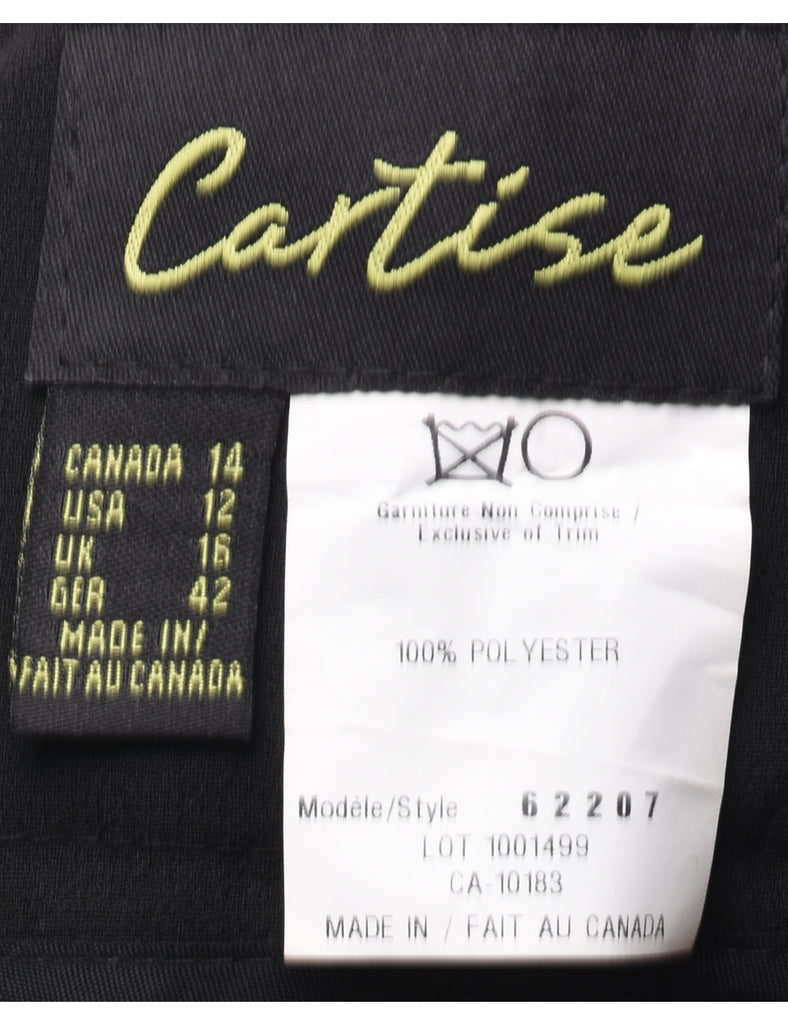 Cartise
CANADA 14
USA 12
UK 16
GER 42
MADE IN/
FAIT AU CANADA
Garniture Non Comprise /
Exclusive of Trim
100% POLYESTER
Modèle/Style 62207
LOT 1001499
CA-10183
MADE IN / FAIT AU CANADA